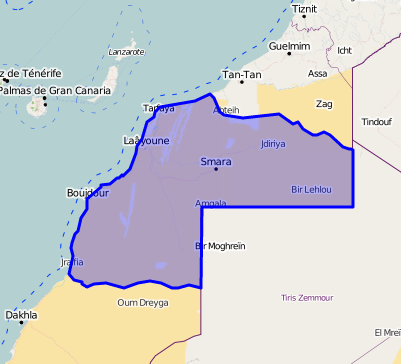 Tiznit
Guelmim
Icht
Lanzarote
Assa
Tan-Tan
z de Ténérife
Palmas de Gran Canaria
Zag
Tarfaya
Abteih
Tindouf
Laâyoune
Jdiriya
Smara
Bir Lehlou
Boujdour
Amgala
Bir Moghreïn
Jraifia
Tiris Zemmour
Oum Dreyga
Dakhla
El Mreï